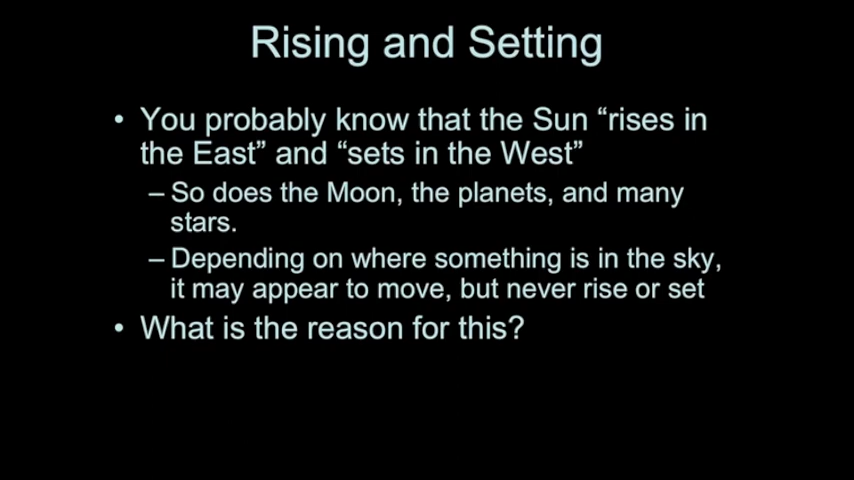 Rising and Setting
• You probably know that the Sun “rises in
the East” and “sets in the West”
– So does the Moon, the planets, and many
stars.
– Depending on where something is in the sky,
it may appear to move, but never rise or set
• What is the reason for this?